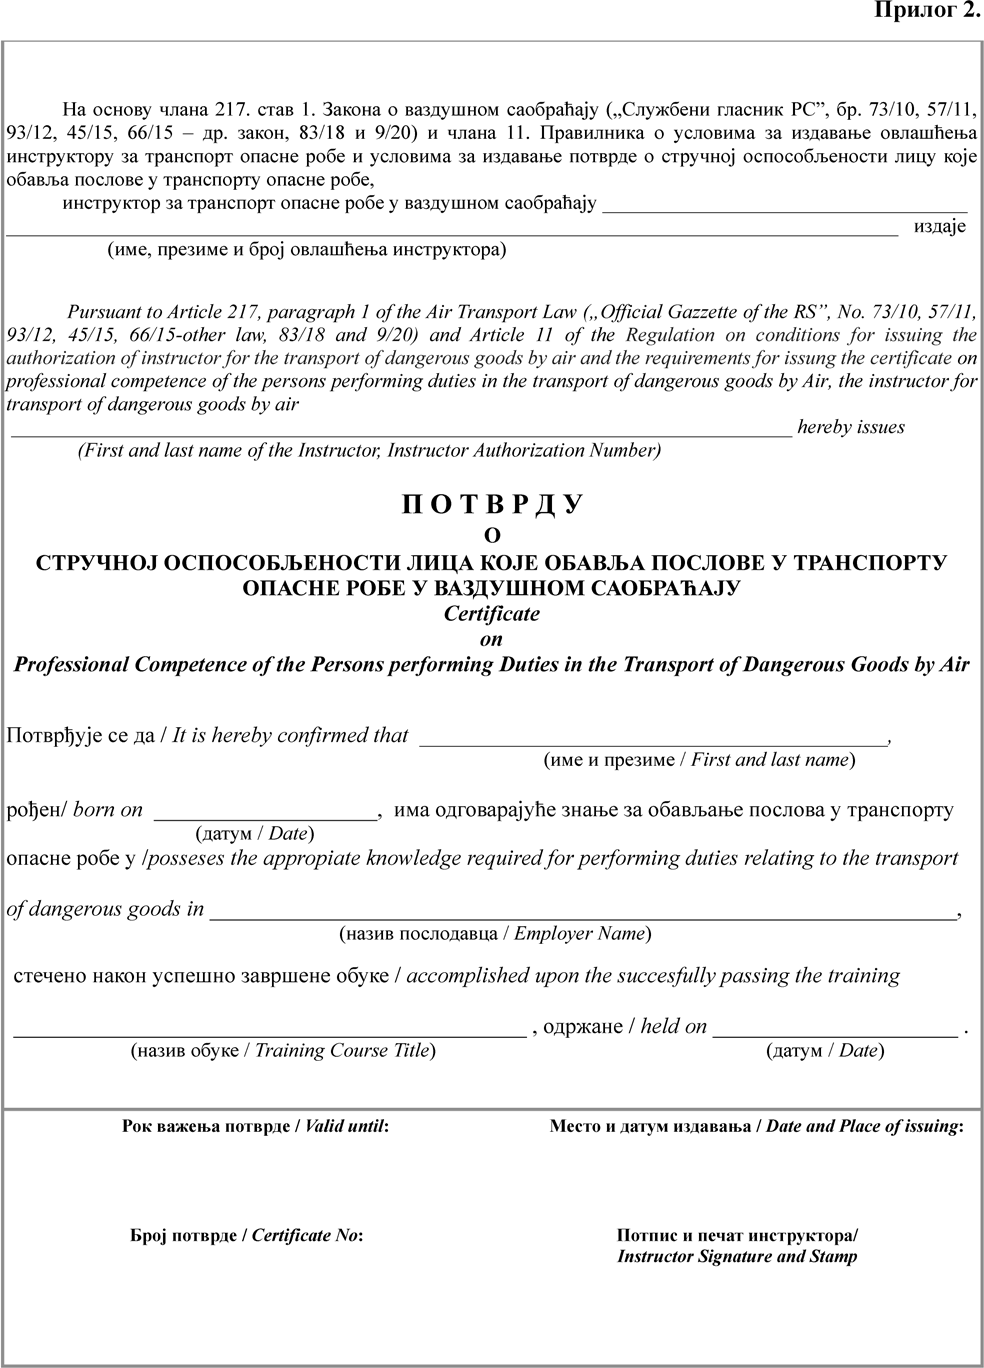 Прилог 2.
На основу члана 217. став 1. Закона о ваздушном саобраћају („Службени гласник РС”, бр. 73/10, 57/11,
93/12, 45/15, 66/15 – др. закон, 83/18 и 9/20) и члана 11. Правилника о условима за издавање овлашћења
инструктору за транспорт опасне робе и условима за издавање потврде о стручној оспособљености лицу које
обавља послове у транспорту опасне робе,
инструктор за транспорт опасне робе у ваздушном саобраћају ___________________________________
_____________________________________________________________________________________ издаје
(име, презиме и број овлашћења инструктора)
Pursuant to Article 217, paragraph 1 of the Air Transport Law („Official Gazzette of the RS”, No. 73/10, 57/11,
93/12, 45/15, 66/15-other law, 83/18 and 9/20) and Article 11 of the Regulation on conditions for issuing the
authorization of instructor for the transport of dangerous goods by air and the requirements for issung the certificate on
professional competence of the persons performing duties in the transport of dangerous goods by Air, the instructor for
transport of dangerous goods by air
___________________________________________________________________________ hereby issues
(First and last name of the Instructor, Instructor Authorization Number)
П О Т В Р Д У
О
СТРУЧНОЈ ОСПОСОБЉЕНОСТИ ЛИЦА КОЈЕ ОБАВЉА ПОСЛОВЕ У ТРАНСПОРТУ
ОПАСНЕ РОБЕ У ВАЗДУШНОМ САОБРАЋАЈУ
Certificate
on
Professional Competence of the Persons performing Duties in the Transport of Dangerous Goods by Air
Потврђује се да / It is hereby confirmed that __________________________________________,
(име и презиме / First and last name)
рођен/ born on ____________________, има одговарајуће знање за обављање послова у транспорту
(датум / Date)
опасне робе у /posseses the appropiate knowledge required for performing duties relating to the transport
of dangerous goods in ___________________________________________________________________,
(назив послодавца / Employer Name)
стечено након успешно завршене обуке / accomplished upon the succesfully passing the training
______________________________________________ , одржане / held on ______________________ .
(назив обуке / Training Course Title) (датум / Date)
Рок важења потврде / Valid until: Место и датум издавања / Date and Place of issuing:
Број потврде / Certificate No: Потпис и печат инструктора/
Instructor Signature and Stamp